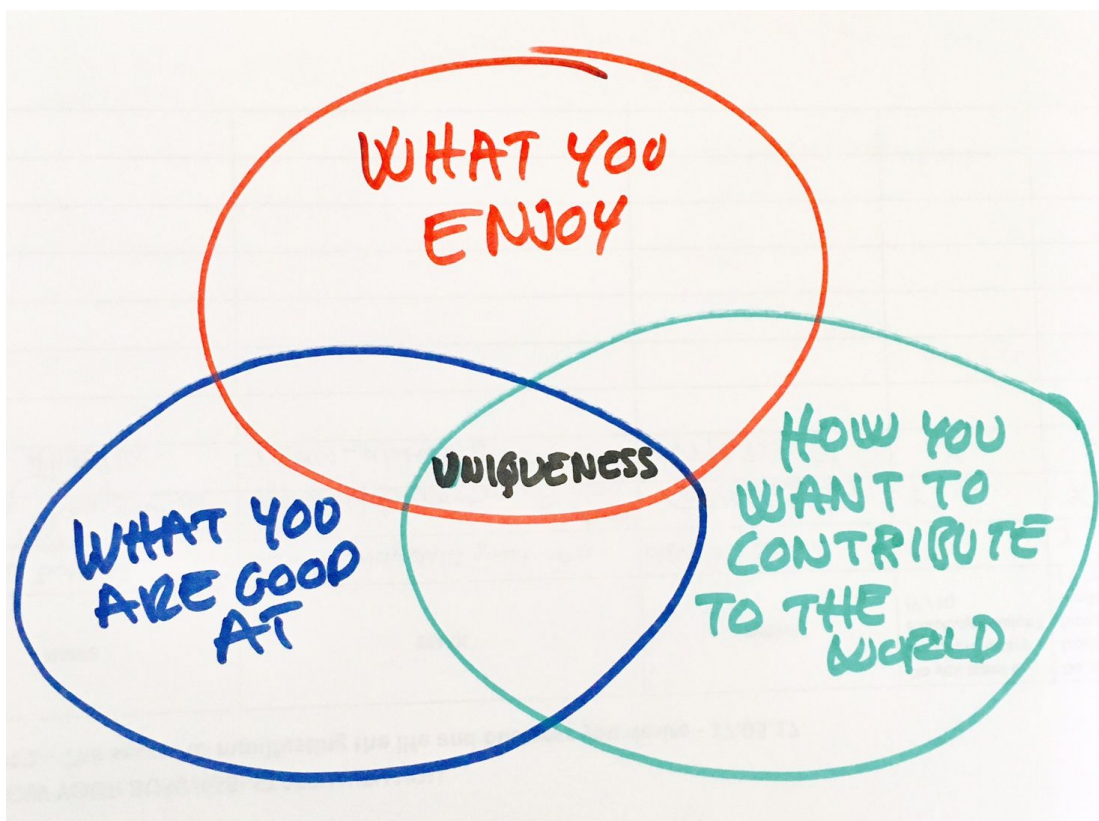 WHAT YOU
ENJOY
UNIQUENESS
WHAT YOU
ARE GOOD
AT
HOW YOU
WANT TO
CONTRIBUTE
TO THE
WORLD